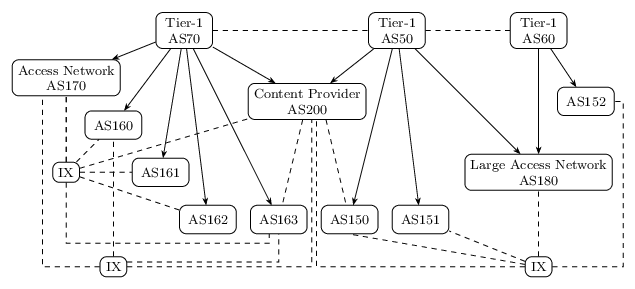 Tier-1
AS70
Tier-1
AS50
Tier-1
AS60
Access Network
AS170
Content Provider
AS200
AS152
AS160
IX
AS161
Large Access Network
AS180
AS162
AS163
AS150
AS151
IX
IX